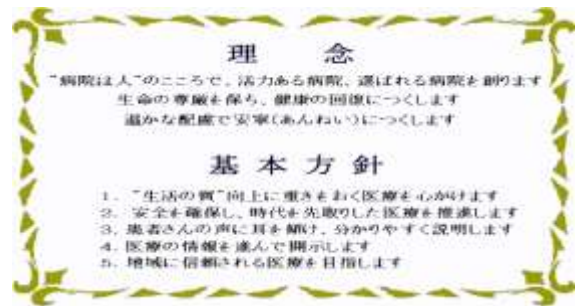 理 念
"病院は人"のこころで、活力ある病院、選ばれる病院を創ります
生命の尊厳を保ち、健康の回復につくします
温かな配慮で安寧(あんねい)につくします
基 本 方 針
1. "生活の質"向上に重きをおく医療を心がけます
2. 安全を確保し、時代を先取りした医療を推進します
3. 患者さんの声に耳を傾け、分かりやすく説明します
4. 医療の情報を進んで開示します
5. 地域に信頼される医療を目指します